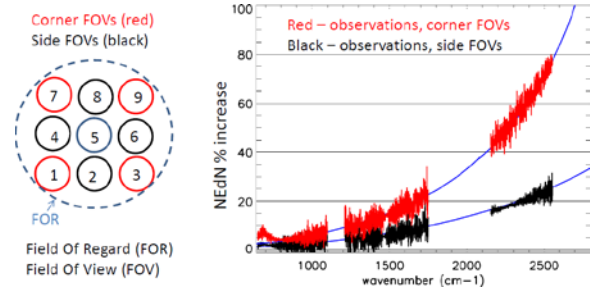 Corner FOVs (red)
Side FOVs (black)
7 8 9
4 5 6
1 2 3
FOR
Field Of Regard (FOR)
Field Of View (FOV)
Red – observations, corner FOVs
Black – observations, side FOVs
NEdN % increase
100
80
60
40
20
0
1000 1500 2000 2500
wavenumber (cm-1)